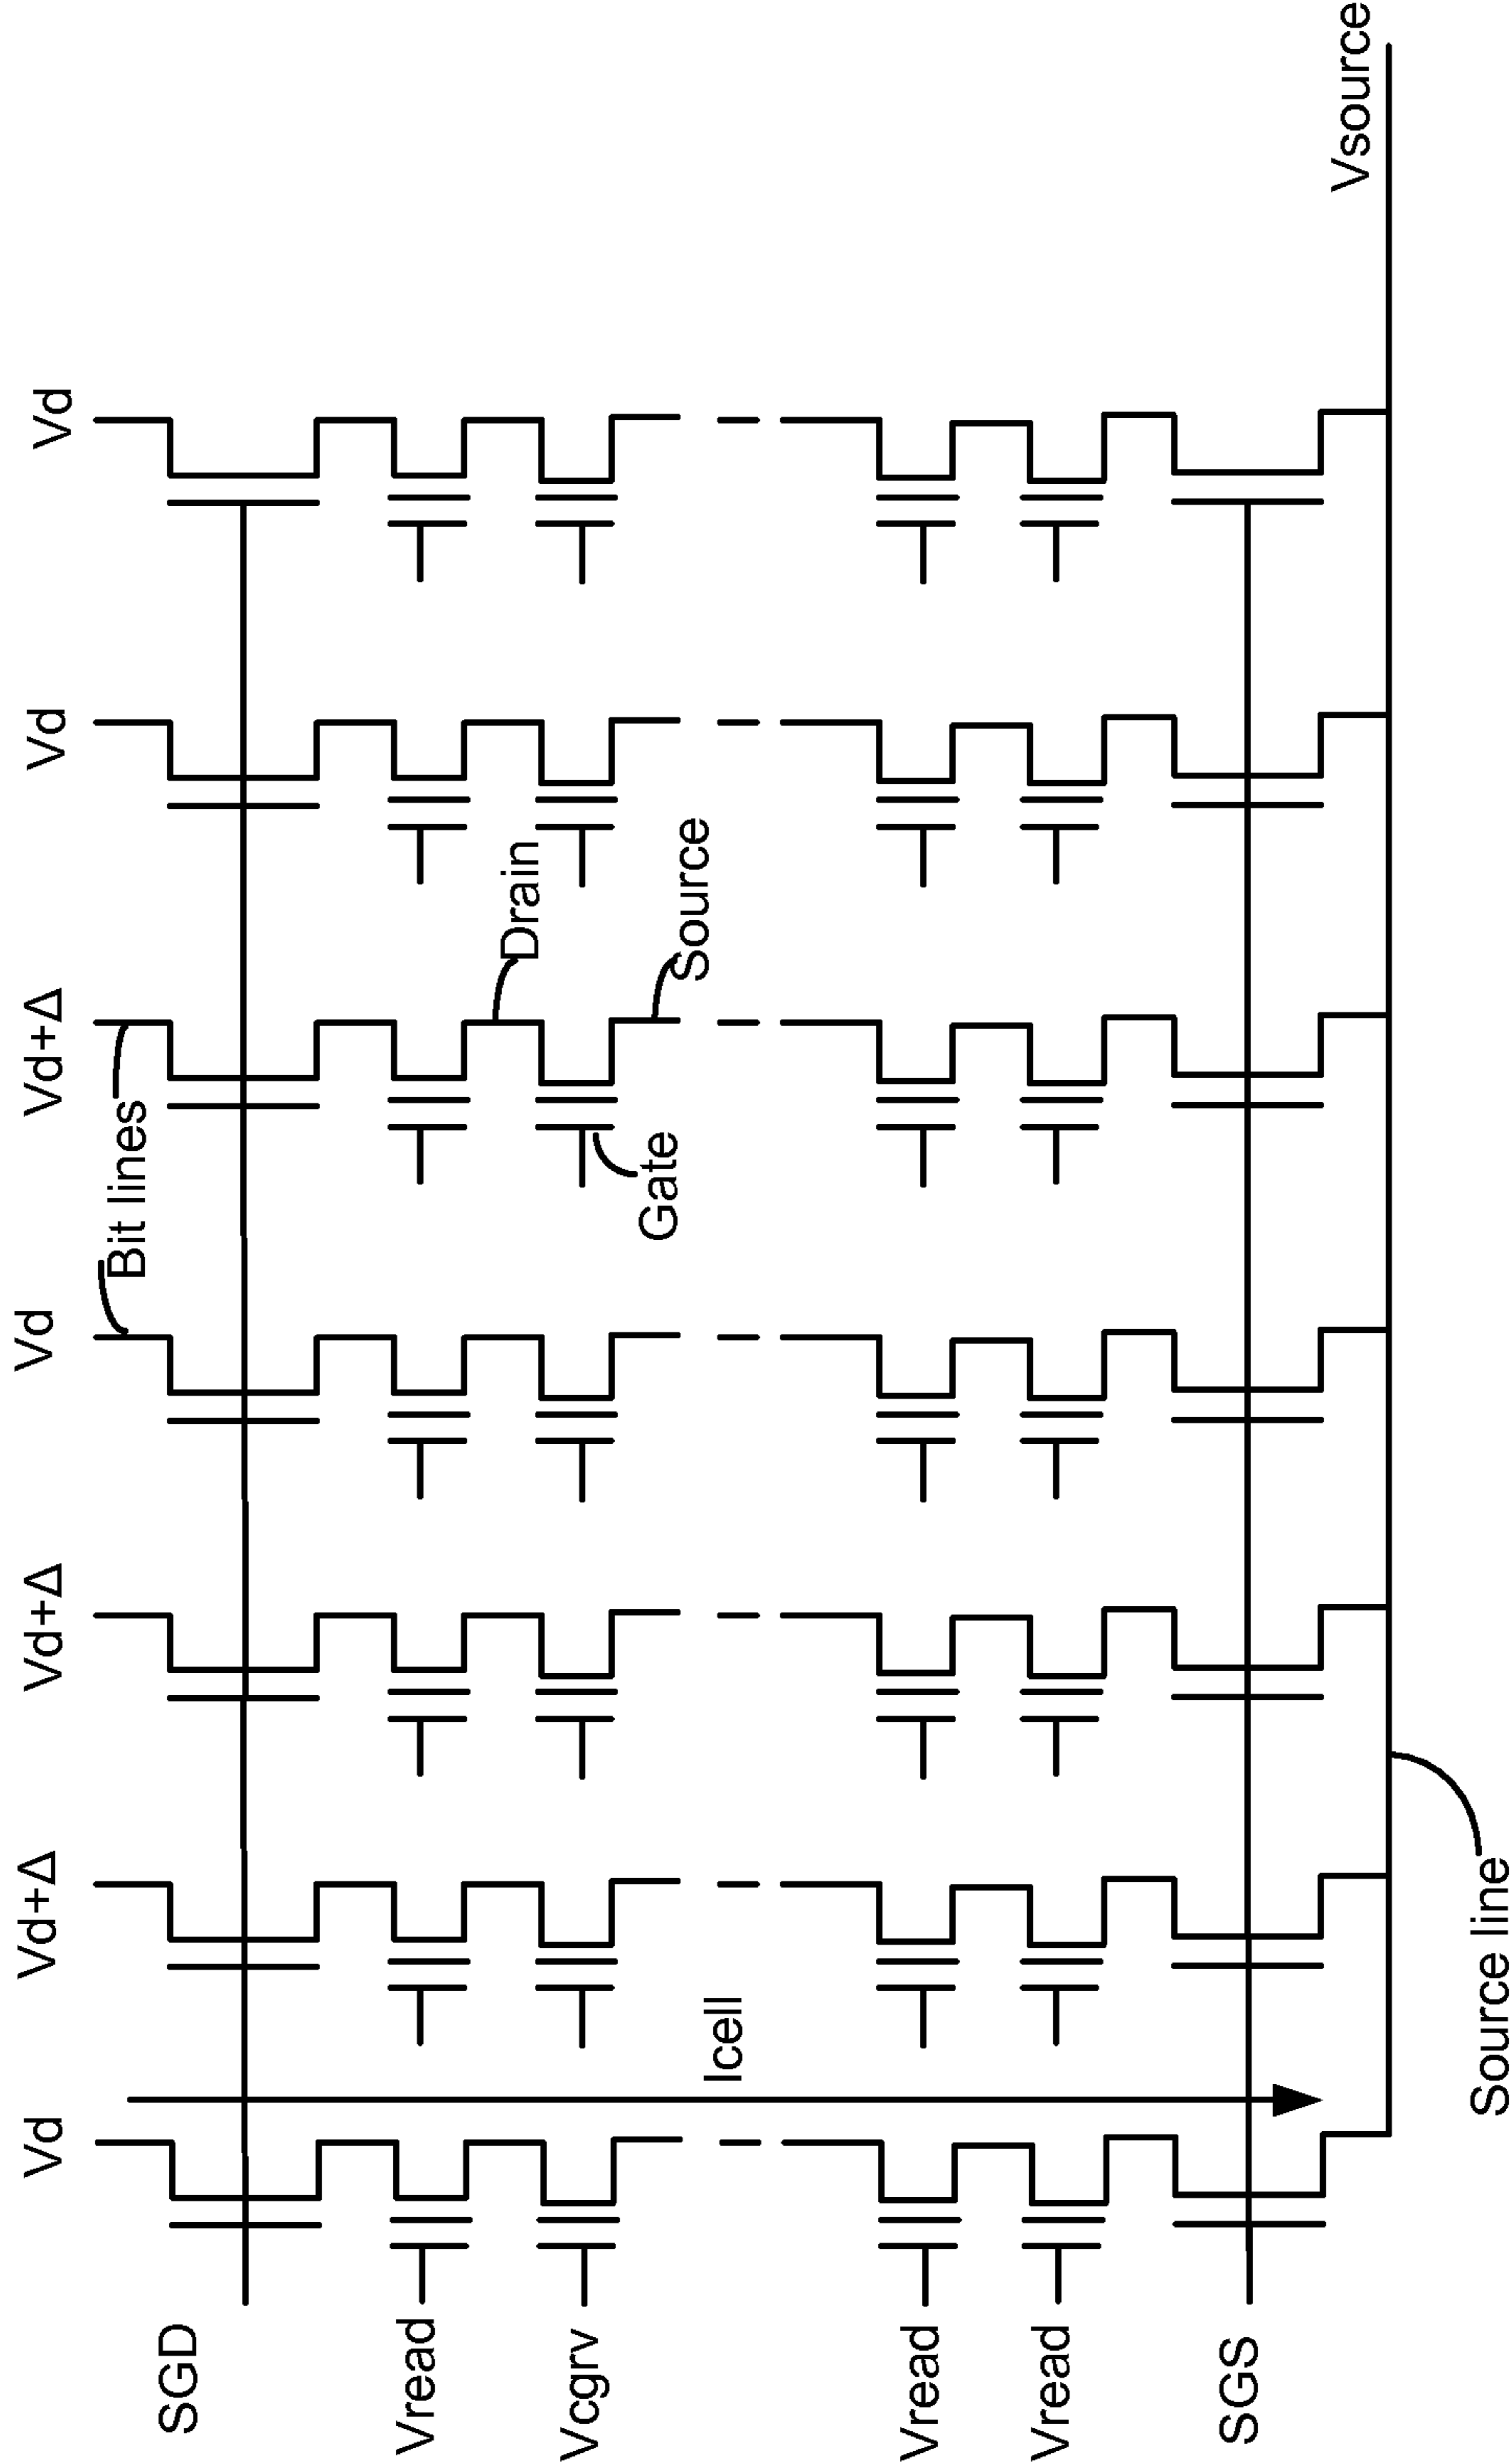 Vd
Vd+Δ
Vd+Δ
Vd
Vd+Δ
Vd
Vd
Bit lines
SGD
Vread
Drain
Vcgrv
Gate
Source
Icell
Vread
Vread
SGS
Vsource
Source line